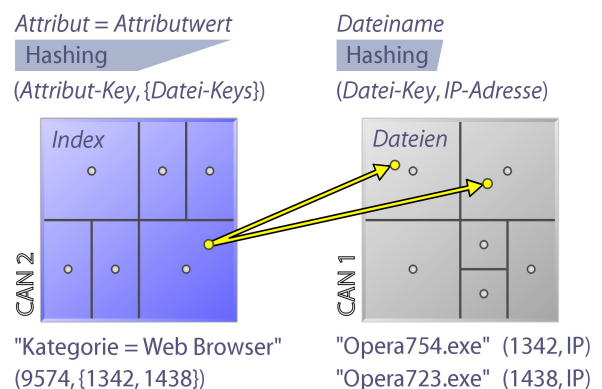 Attribut = Attributwert
Hashing
(Attribut-Key, {Datei-Keys})
Index
CAN 2
"Kategorie = Web Browser"
(9574, {1342, 1438})
Dateiname
Hashing
(Datei-Key, IP-Adresse)
Dateien
CAN 1
"Opera754.exe" (1342, IP)
"Opera723.exe" (1438, IP)